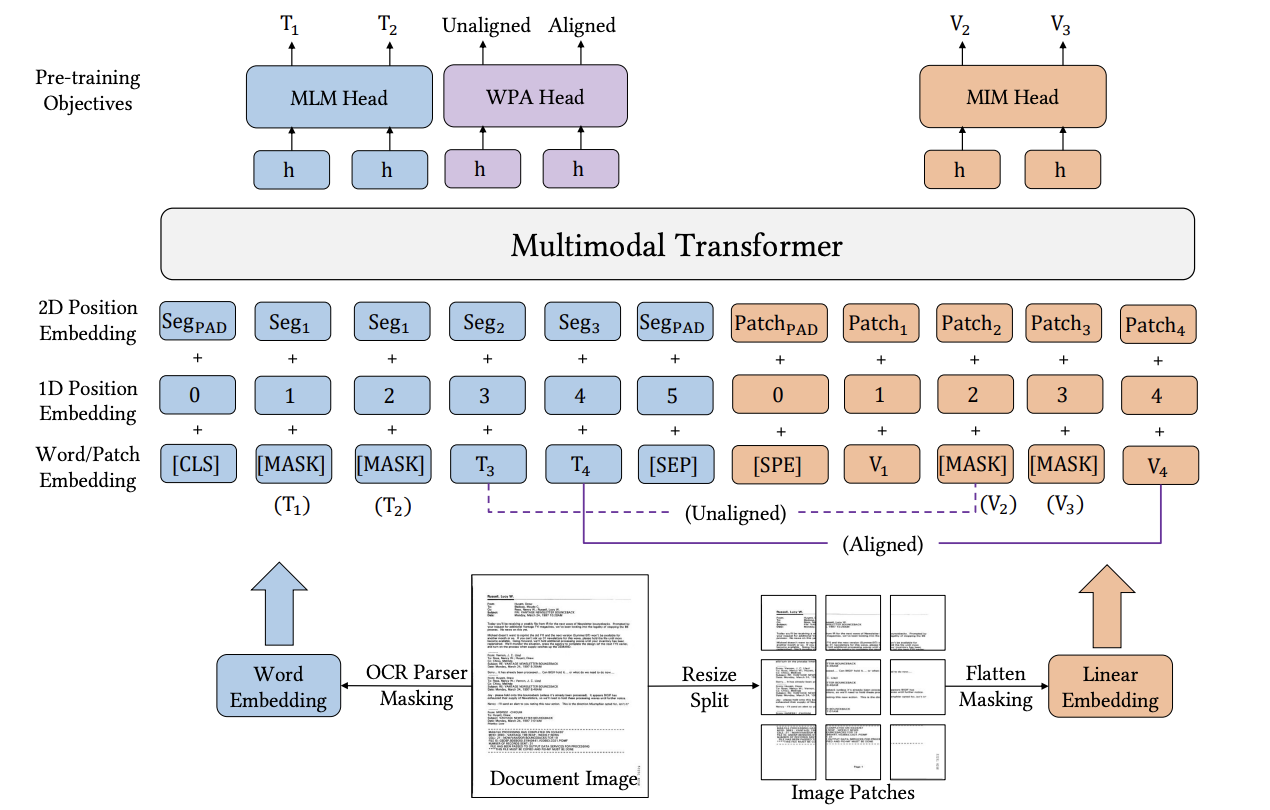 T₁ T₂ Unaligned Aligned V₂ V₃
Pre-training
Objectives
MLM Head WPA Head MIM Head
h h h h h h
Multimodal Transformer
2D Position
Embedding
Seg_PAD Seg₁ Seg₁ Seg₂ Seg₃ Seg_PAD Patch_PAD Patch₁ Patch₂ Patch₃ Patch₄
+ + + + + + + + + + +
1D Position
Embedding
0 1 2 3 4 5 0 1 2 3 4
+ + + + + + + + + + +
Word/Patch
Embedding
[CLS] [MASK] [MASK] T₃ T₄ [SEP] [SPE] V₁ [MASK] [MASK] V₄
(T₁) (T₂) (V₂) (V₃)
(Unaligned)
(Aligned)
Word
Embedding
OCR Parser
Masking
Document Image
Resize
Split
Image Patches
Flatten
Masking
Linear
Embedding